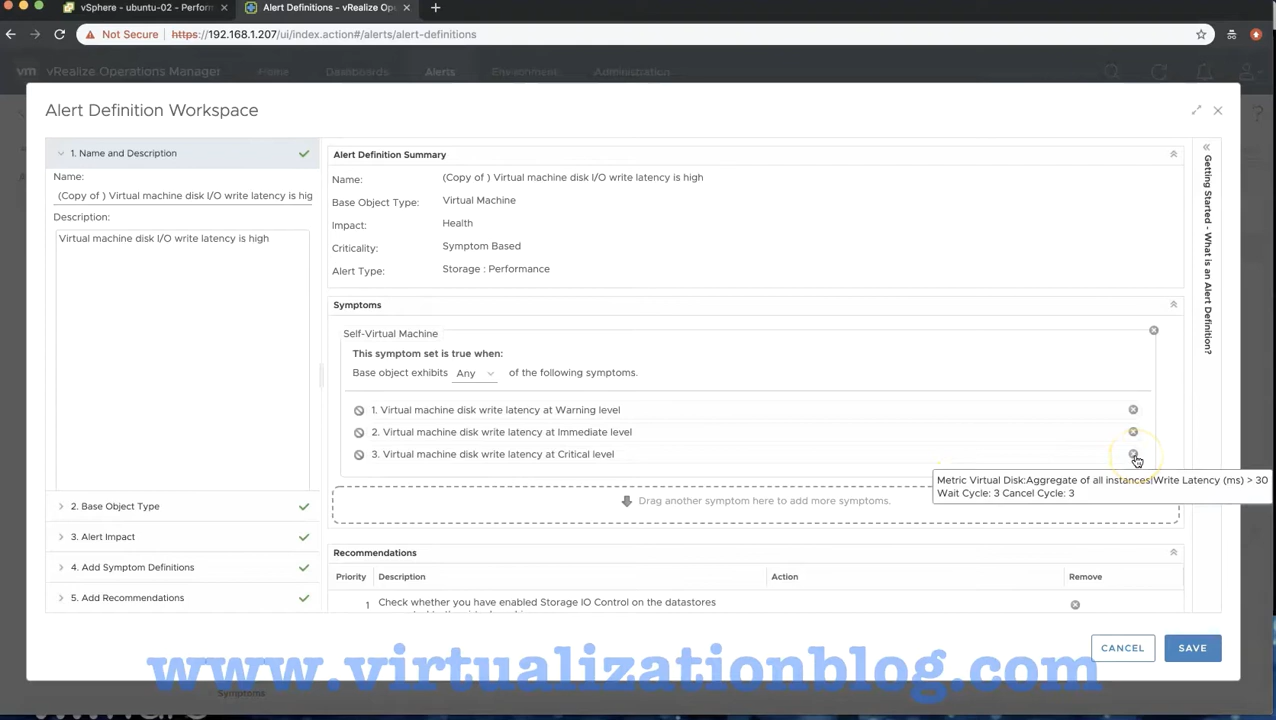 vSphere - ubuntu-02 - Perform
Alert Definitions - vRealize Op
Not Secure https://192.168.1.207/ui/index.action#/alerts/alert-definitions
vm vRealize Operations Manager Home Dashboards Alerts Environment Administration
Alert Definition Workspace
1. Name and Description
Name:
(Copy of ) Virtual machine disk I/O write latency is hig
Description:
Virtual machine disk I/O write latency is high
2. Base Object Type
3. Alert Impact
4. Add Symptom Definitions
5. Add Recommendations
Alert Definition Summary
Name: (Copy of ) Virtual machine disk I/O write latency is high
Base Object Type: Virtual Machine
Impact: Health
Criticality: Symptom Based
Alert Type: Storage : Performance
Symptoms
Self-Virtual Machine
This symptom set is true when:
Base object exhibits Any of the following symptoms.
1. Virtual machine disk write latency at Warning level
2. Virtual machine disk write latency at Immediate level
3. Virtual machine disk write latency at Critical level
Metric Virtual Disk:Aggregate of all instances|Write Latency (ms) > 30
Wait Cycle: 3 Cancel Cycle: 3
Drag another symptom here to add more symptoms.
Recommendations
Priority Description Action Remove
1 Check whether you have enabled Storage IO Control on the datastores
Getting Started - What is an Alert Definition?
CANCEL SAVE
www.virtualizationblog.com
Symptoms